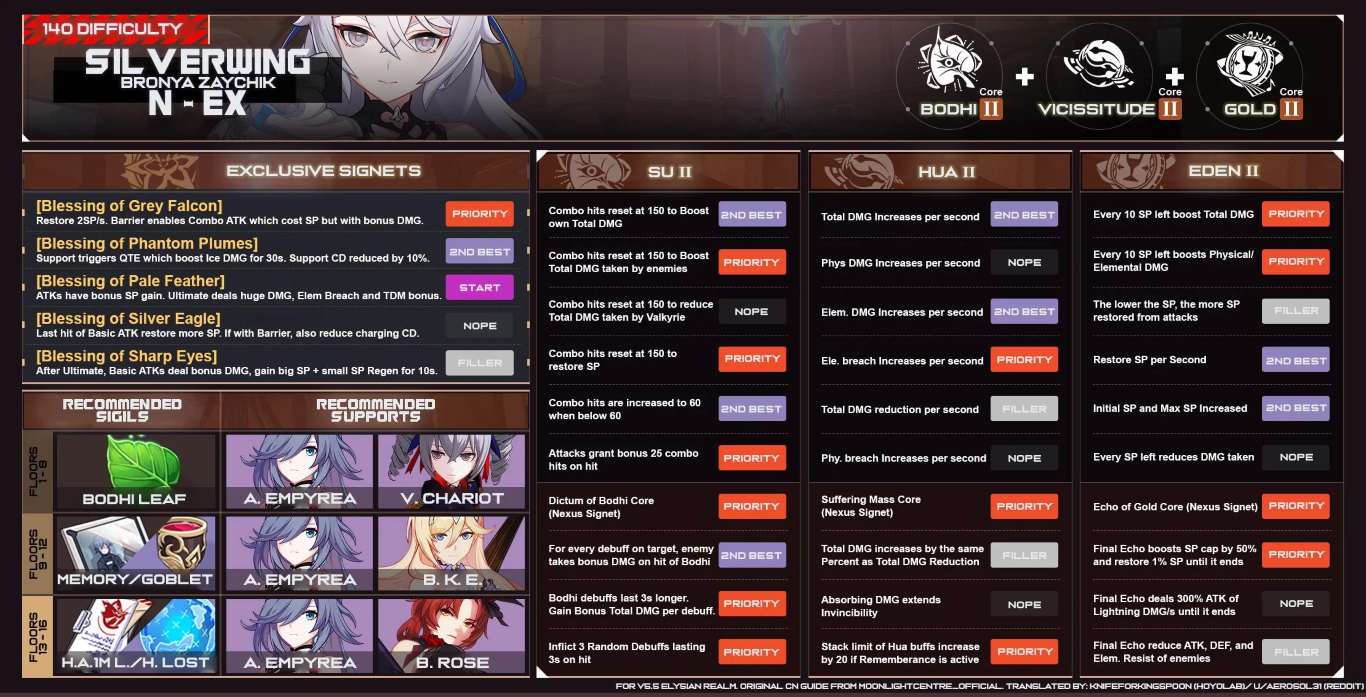 140 DIFFICULTY
SILVERWING
BRONYA ZAYCHIK
N - EX
Core
BODHI II
+
Core
VICISSITUDE II
+
Core
GOLD II
EXCLUSIVE SIGNETS
[Blessing of Grey Falcon]
Restore 2SP/s. Barrier enables Combo ATK which cost SP but with bonus DMG.
PRIORITY
[Blessing of Phantom Plumes]
Support triggers QTE which boost Ice DMG for 30s. Support CD reduced by 10%.
2ND BEST
[Blessing of Pale Feather]
ATKs have bonus SP gain. Ultimate deals huge DMG, Elem Breach and TDM bonus.
START
[Blessing of Silver Eagle]
Last hit of Basic ATK restore more SP. If with Barrier, also reduce charging CD.
NOPE
[Blessing of Sharp Eyes]
After Ultimate, Basic ATKs deal bonus DMG, gain big SP + small SP Regen for 10s.
FILLER
RECOMMENDED
SIGILS
RECOMMENDED
SUPPORTS
FLOORS
1 - 8
BODHI LEAF
A. EMPYREA
V. CHARIOT
FLOORS
9 - 12
MEMORY/GOBLET
A. EMPYREA
B. K. E.
FLOORS
13 - 16
H.A.1M L./H. LOST
A. EMPYREA
B. ROSE
SU II
Combo hits reset at 150 to Boost
own Total DMG
2ND BEST
Combo hits reset at 150 to Boost
Total DMG taken by enemies
PRIORITY
Combo hits reset at 150 to reduce
Total DMG taken by Valkyrie
NOPE
Combo hits reset at 150 to
restore SP
PRIORITY
Combo hits are increased to 60
when below 60
2ND BEST
Attacks grant bonus 25 combo
hits on hit
PRIORITY
Dictum of Bodhi Core
(Nexus Signet)
PRIORITY
For every debuff on target, enemy
takes bonus DMG on hit of Bodhi
2ND BEST
Bodhi debuffs last 3s longer.
Gain Bonus Total DMG per debuff.
PRIORITY
Inflict 3 Random Debuffs lasting
3s on hit
PRIORITY
HUA II
Total DMG Increases per second
2ND BEST
Phys DMG Increases per second
NOPE
Elem. DMG Increases per second
2ND BEST
Ele. breach Increases per second
PRIORITY
Total DMG reduction per second
FILLER
Phy. breach Increases per second
NOPE
Suffering Mass Core
(Nexus Signet)
PRIORITY
Total DMG increases by the same
Percent as Total DMG Reduction
FILLER
Absorbing DMG extends
Invincibility
NOPE
Stack limit of Hua buffs increase
by 20 if Rememberance is active
PRIORITY
EDEN II
Every 10 SP left boost Total DMG
PRIORITY
Every 10 SP left boosts Physical/
Elemental DMG
PRIORITY
The lower the SP, the more SP
restored from attacks
FILLER
Restore SP per Second
2ND BEST
Initial SP and Max SP Increased
2ND BEST
Every SP left reduces DMG taken
NOPE
Echo of Gold Core (Nexus Signet)
PRIORITY
Final Echo boosts SP cap by 50%
and restore 1% SP until it ends
PRIORITY
Final Echo deals 300% ATK of
Lightning DMG/s until it ends
NOPE
Final Echo reduce ATK, DEF, and
Elem. Resist of enemies
FILLER
FOR V5.5 ELYSIAN REALM. ORIGINAL CN GUIDE FROM MOONLIGHTCENTRE_OFFICIAL. TRANSLATED BY: KNIFEFORKINGSPOON (HOYOLAB)/ U/AEROSOL31 (REDDIT)